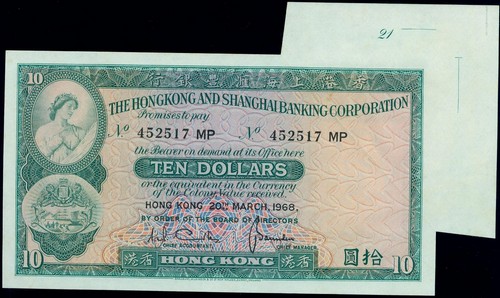 21
10
行銀豐滙海上港香
THE HONGKONG AND SHANGHAI BANKING CORPORATION
Promises to pay
No 452517 MP No 452517 MP
the Bearer on demand at its Office here
TEN DOLLARS
or the equivalent in the Currency
of the Colony Value received.
HONG KONG 20TH MARCH, 1968.
BY ORDER OF THE BOARD OF DIRECTORS
CHIEF ACCOUNTANT. CHIEF MANAGER.
圓拾
10 港香 HONG KONG 港香 10